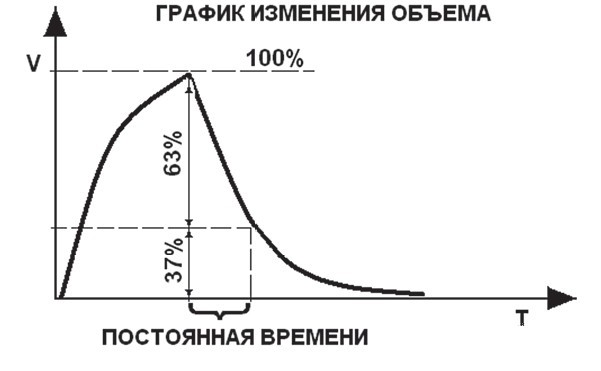 ГРАФИК ИЗМЕНЕНИЯ ОБЪЕМА
V
100%
63%
37%
T
ПОСТОЯННАЯ ВРЕМЕНИ